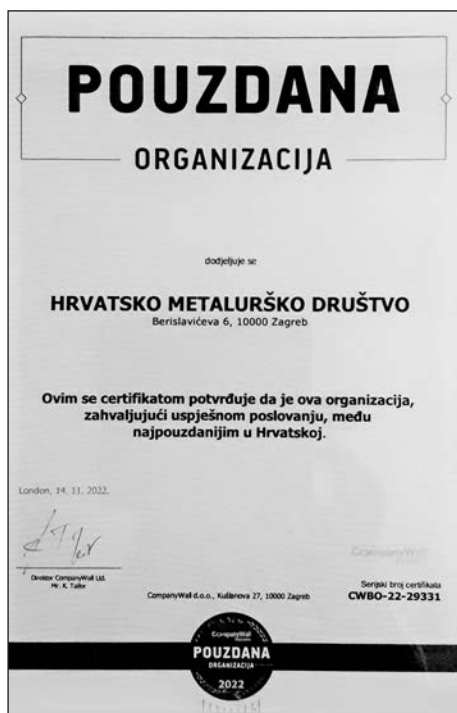 POUZDANA
ORGANIZACIJA
dodjeljuje se
HRVATSKO METALURŠKO DRUŠTVO
Berislavićeva 6, 10000 Zagreb
Ovim se certifikatom potvrđuje da je ova organizacija,
zahvaljujući uspješnom poslovanju, među
najpouzdanijim u Hrvatskoj.
London, 14. 11. 2022.
Direktor CompanyWall Ltd.
Mr. K. Tailor
CompanyWall
CompanyWall d.o.o., Kušlanova 27, 10000 Zagreb
Serijski broj certifikata
CWBO-22-29331
CompanyWall
POUZDANA
ORGANIZACIJA
2022